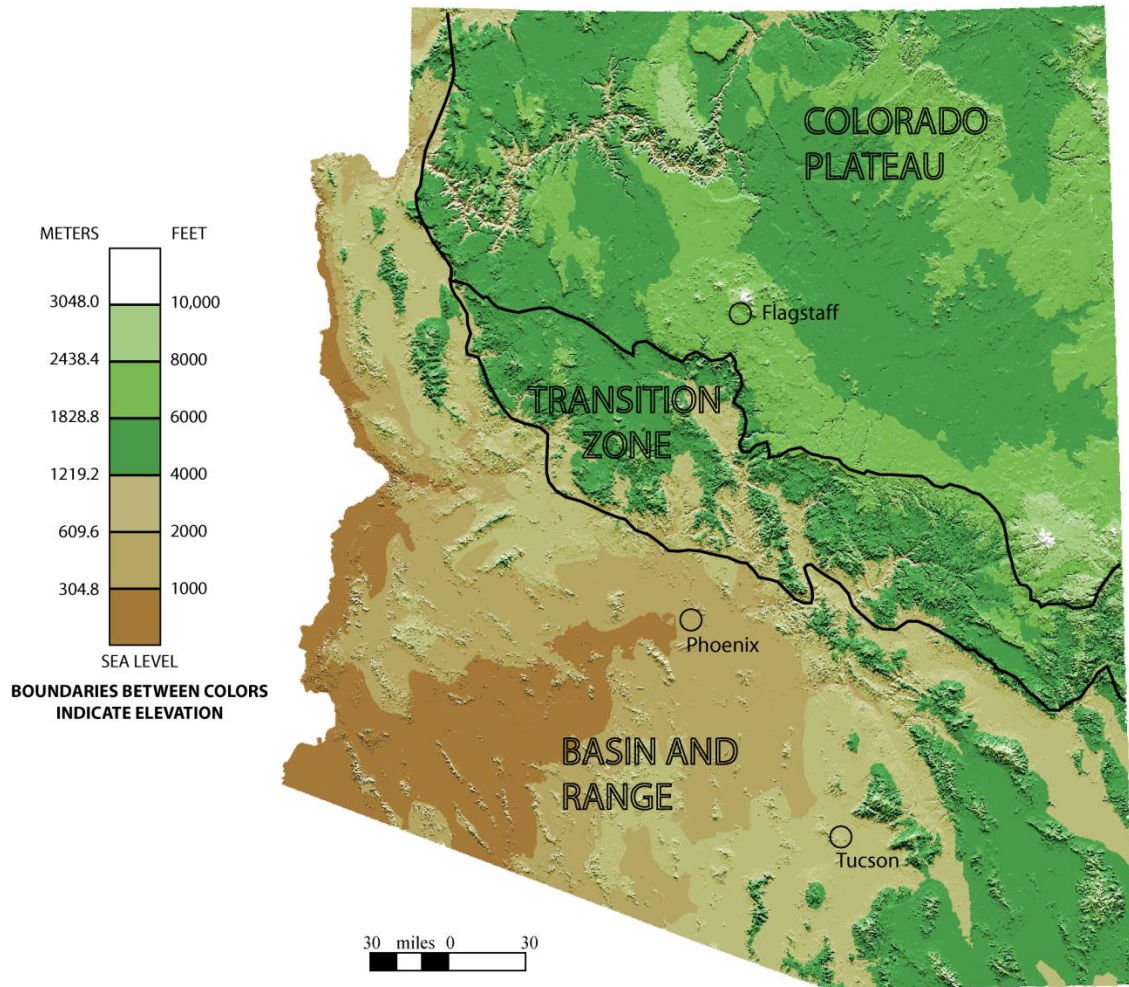 COLORADO
PLATEAU
METERS FEET
3048.0 10,000
2438.4 8000
1828.8 6000
1219.2 4000
609.6 2000
304.8 1000
SEA LEVEL
BOUNDARIES BETWEEN COLORS
INDICATE ELEVATION
Flagstaff
TRANSITION
ZONE
Phoenix
BASIN AND
RANGE
Tucson
30 miles 0 30